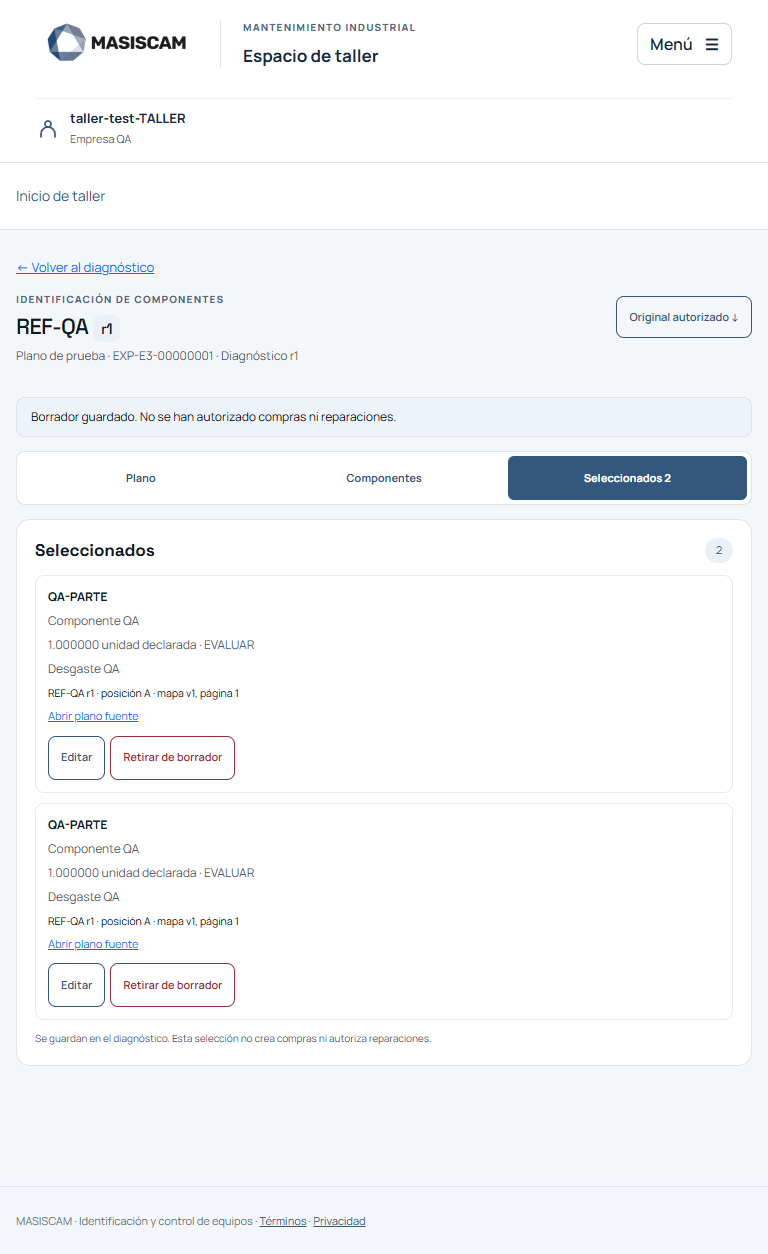 MASISCAM
MANTENIMIENTO INDUSTRIAL
Espacio de taller
Menú ☰
taller-test-TALLER
Empresa QA
Inicio de taller
← Volver al diagnóstico
IDENTIFICACIÓN DE COMPONENTES
REF-QA r1
Original autorizado ↓
Plano de prueba · EXP-E3-00000001 · Diagnóstico r1
Borrador guardado. No se han autorizado compras ni reparaciones.
Plano Componentes Seleccionados 2
Seleccionados 2
QA-PARTE
Componente QA
1.000000 unidad declarada · EVALUAR
Desgaste QA
REF-QA r1 · posición A · mapa v1, página 1
Abrir plano fuente
Editar Retirar de borrador
QA-PARTE
Componente QA
1.000000 unidad declarada · EVALUAR
Desgaste QA
REF-QA r1 · posición A · mapa v1, página 1
Abrir plano fuente
Editar Retirar de borrador
Se guardan en el diagnóstico. Esta selección no crea compras ni autoriza reparaciones.
MASISCAM · Identificación y control de equipos · Términos · Privacidad